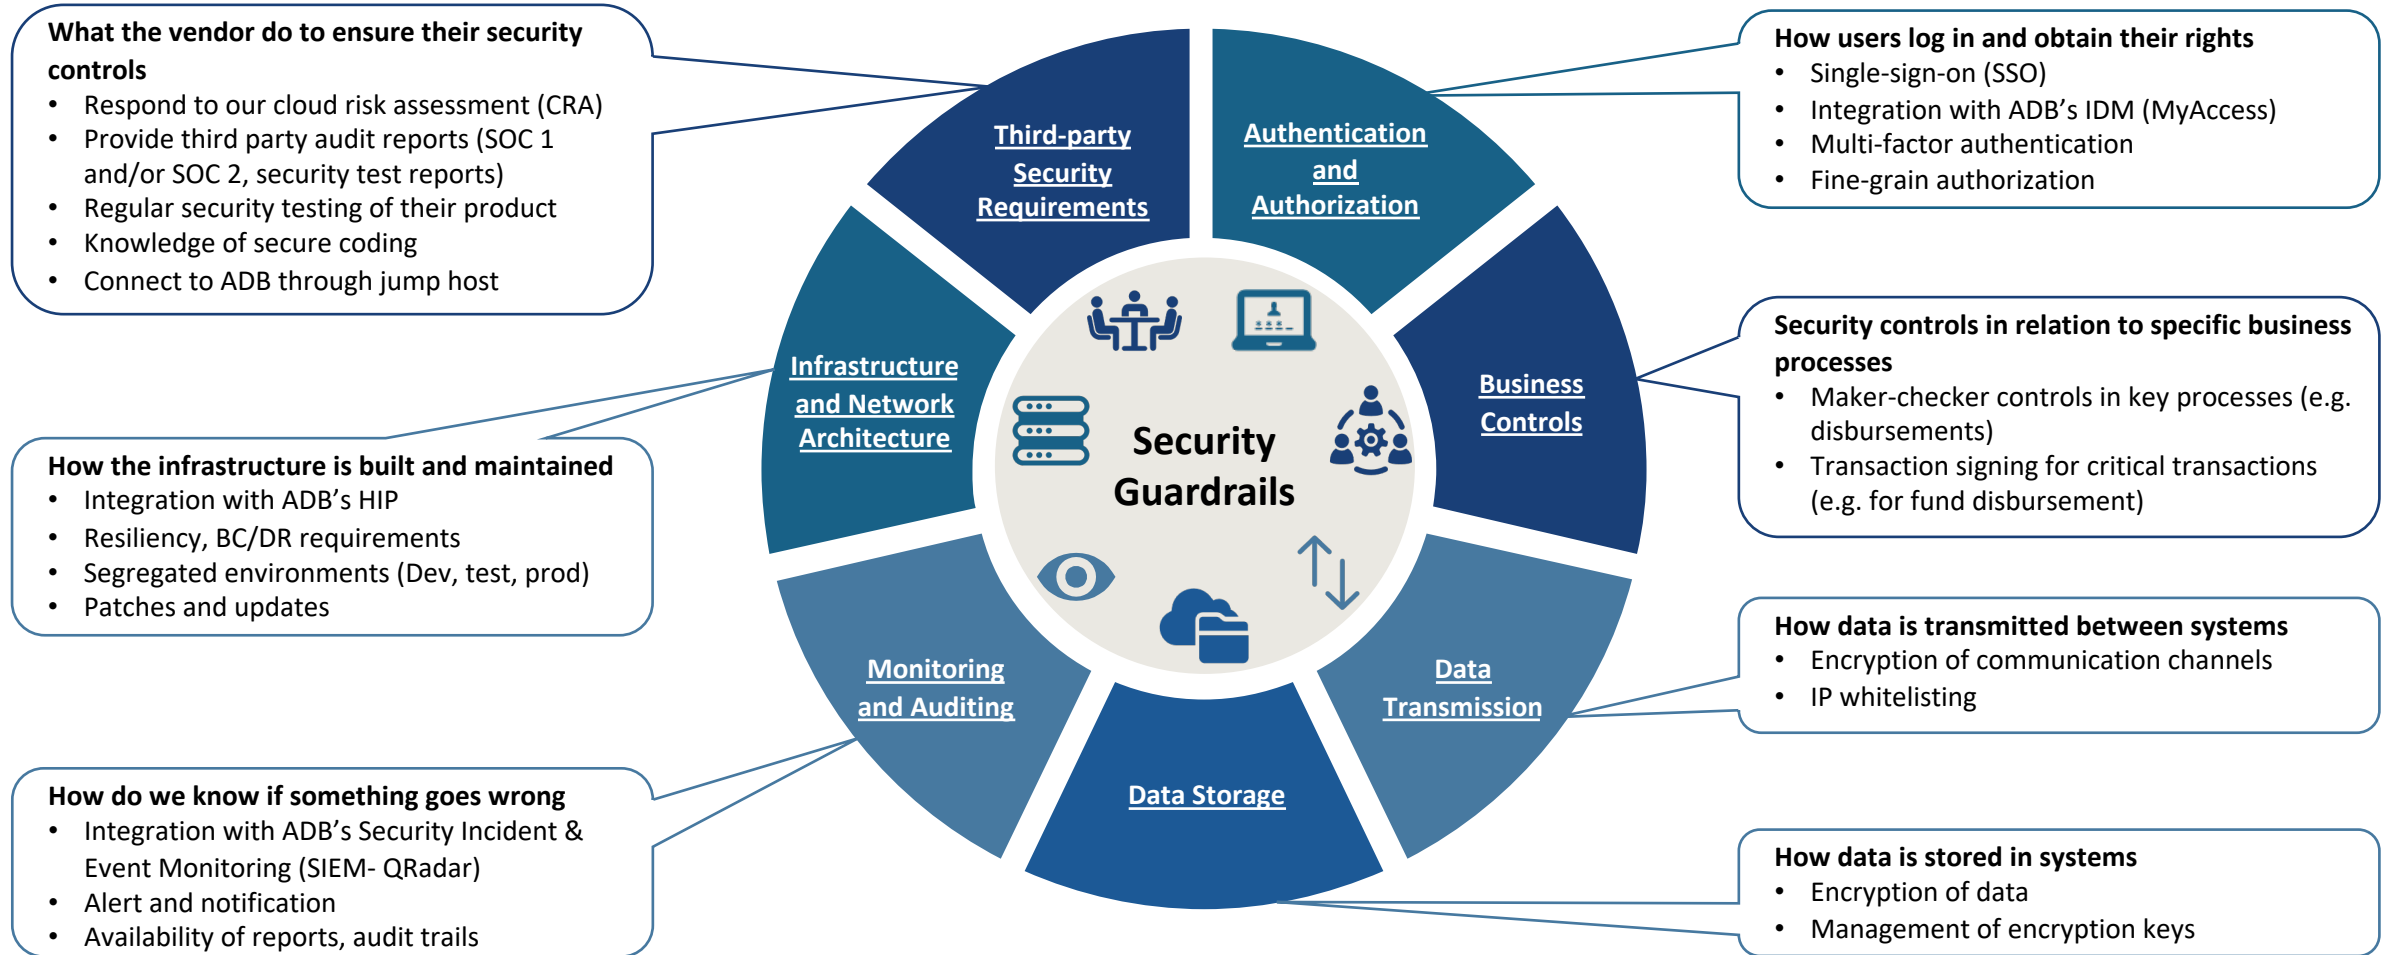 What the vendor do to ensure their security
controls
• Respond to our cloud risk assessment (CRA)
• Provide third party audit reports (SOC 1
and/or SOC 2, security test reports)
• Regular security testing of their product
• Knowledge of secure coding
• Connect to ADB through jump host
How the infrastructure is built and maintained
• Integration with ADB’s HIP
• Resiliency, BC/DR requirements
• Segregated environments (Dev, test, prod)
• Patches and updates
How do we know if something goes wrong
• Integration with ADB’s Security Incident &
Event Monitoring (SIEM- QRadar)
• Alert and notification
• Availability of reports, audit trails
Third-party
Security
Requirements
Authentication
and
Authorization
Infrastructure
and Network
Architecture
Business
Controls
Security
Guardrails
Monitoring
and Auditing
Data
Transmission
Data Storage
How users log in and obtain their rights
• Single-sign-on (SSO)
• Integration with ADB’s IDM (MyAccess)
• Multi-factor authentication
• Fine-grain authorization
Security controls in relation to specific business
processes
• Maker-checker controls in key processes (e.g.
disbursements)
• Transaction signing for critical transactions
(e.g. for fund disbursement)
How data is transmitted between systems
• Encryption of communication channels
• IP whitelisting
How data is stored in systems
• Encryption of data
• Management of encryption keys